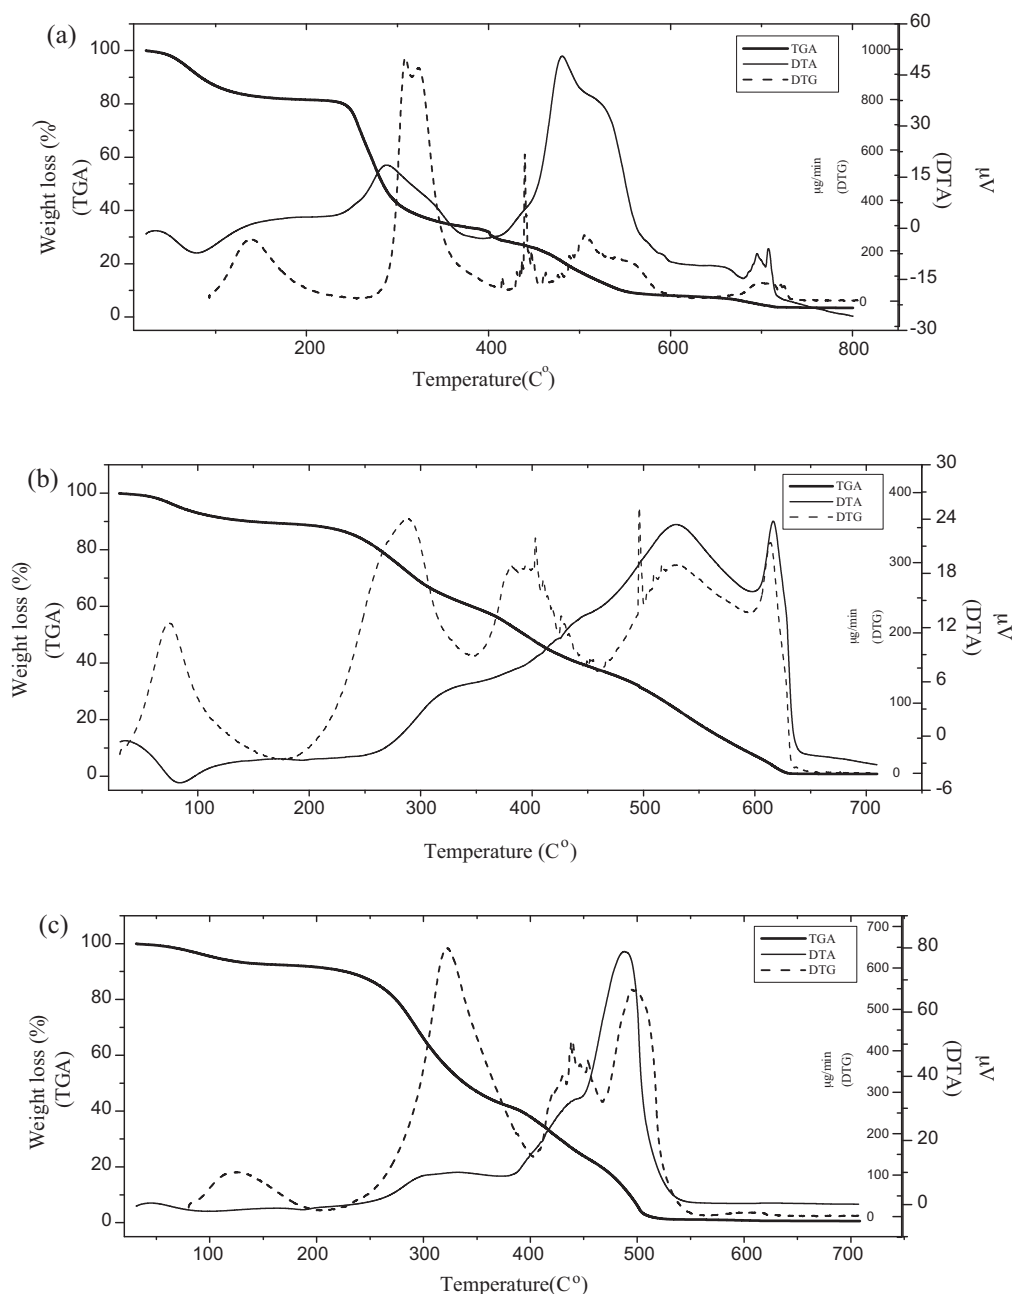 (a)
100
80
60
40
20
0
Weight loss (%)
(TGA)
TGA
DTA
DTG
1000
800
600
400
200
0
µg/min
(DTG)
60
45
30
15
0
-15
-30
µV
(DTA)
200
400
600
800
Temperature(C°)
(b)
100
80
60
40
20
0
Weight loss (%)
(TGA)
TGA
DTA
DTG
400
300
200
100
0
µg/min
(DTG)
30
24
18
12
6
0
-6
µV
(DTA)
100
200
300
400
500
600
700
Temperature (C°)
(c)
100
80
60
40
20
0
Weight loss (%)
(TGA)
TGA
DTA
DTG
700
600
500
400
300
200
100
0
µg/min
(DTG)
80
60
40
20
0
µV
(DTA)
100
200
300
400
500
600
700
Temperature(C°)